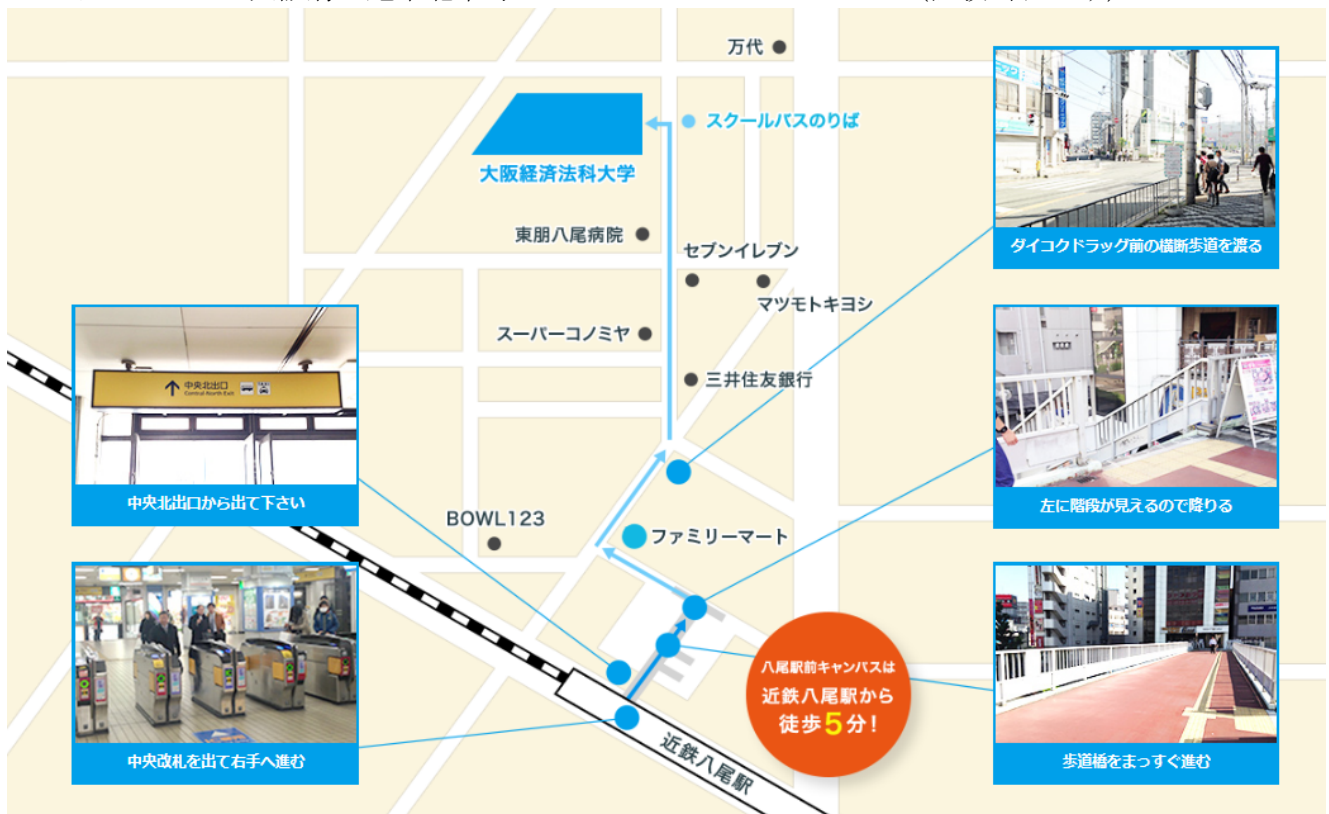 万代
スクールバスのりば
大阪経済法科大学
東朋八尾病院
セブンイレブン
マツモトキヨシ
スーパーコノミヤ
三井住友銀行
BOWL123
ファミリーマート
八尾駅前キャンパスは
近鉄八尾駅から
徒歩5分!
近鉄八尾駅
中央北出口
Central North Exit
TAXI
中央北出口から出て下さい
中央改札を出て右手へ進む
ダイコクドラッグ前の横断歩道を渡る
左に階段が見えるので降りる
歩道橋をまっすぐ進む